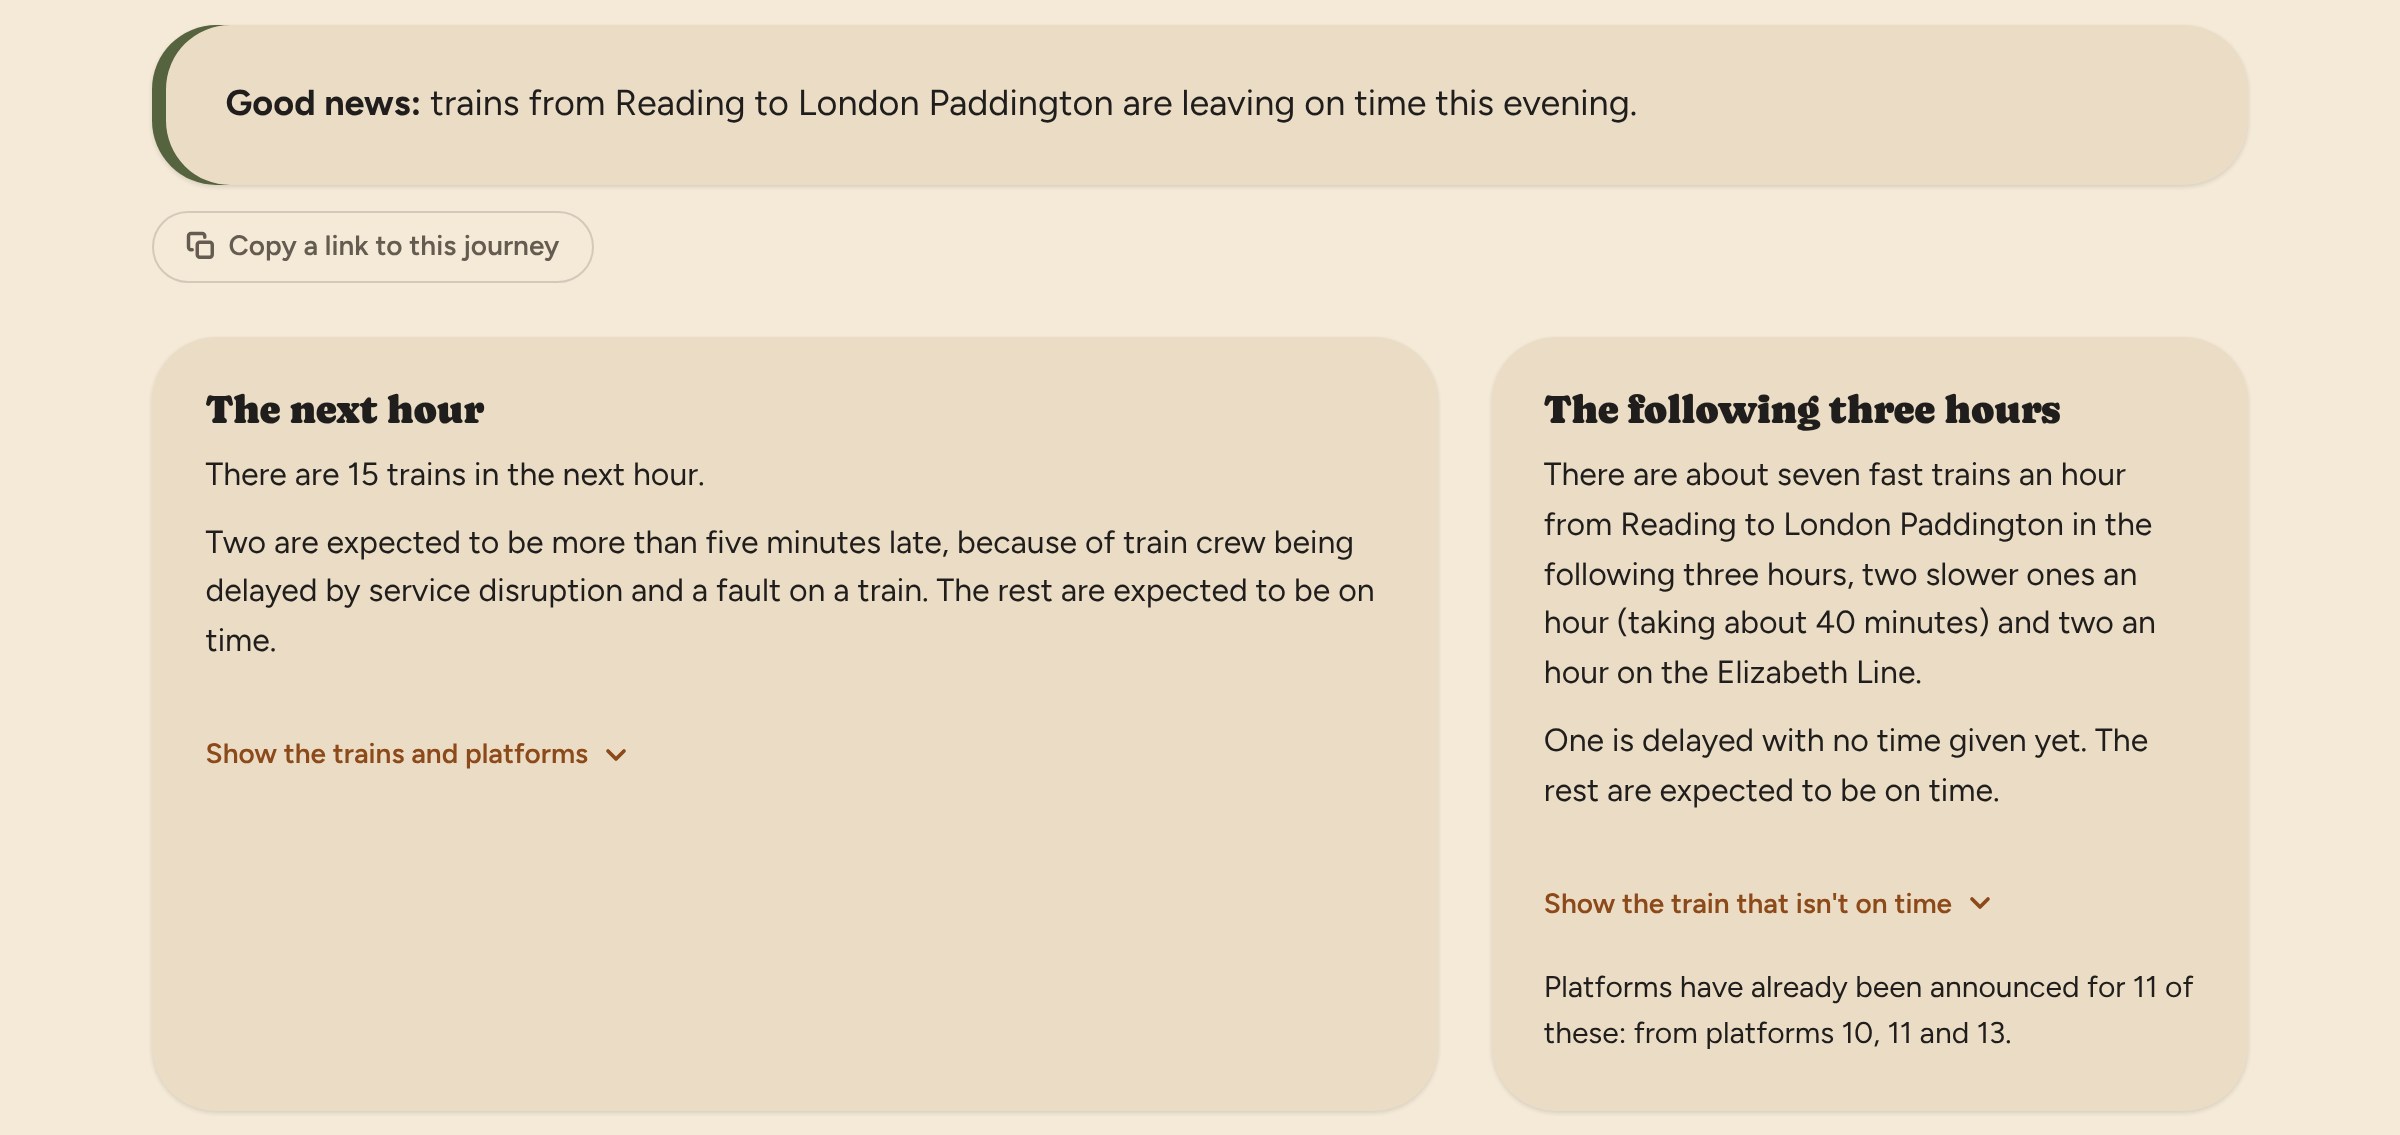 Good news: trains from Reading to London Paddington are leaving on time this evening.
Copy a link to this journey
The next hour
There are 15 trains in the next hour.
Two are expected to be more than five minutes late, because of train crew being
delayed by service disruption and a fault on a train. The rest are expected to be on
time.
Show the trains and platforms
The following three hours
There are about seven fast trains an hour
from Reading to London Paddington in the
following three hours, two slower ones an
hour (taking about 40 minutes) and two an
hour on the Elizabeth Line.
One is delayed with no time given yet. The
rest are expected to be on time.
Show the train that isn't on time
Platforms have already been announced for 11 of
these: from platforms 10, 11 and 13.